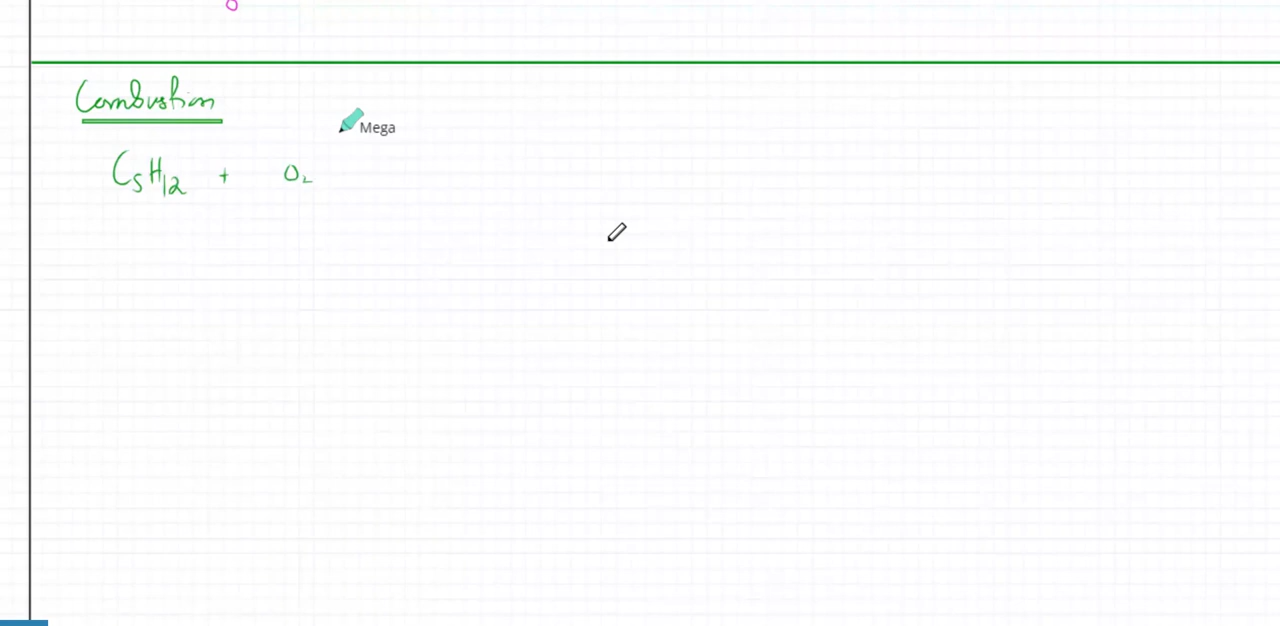 Combustion
Mega
C₅H₁₂ + O₂